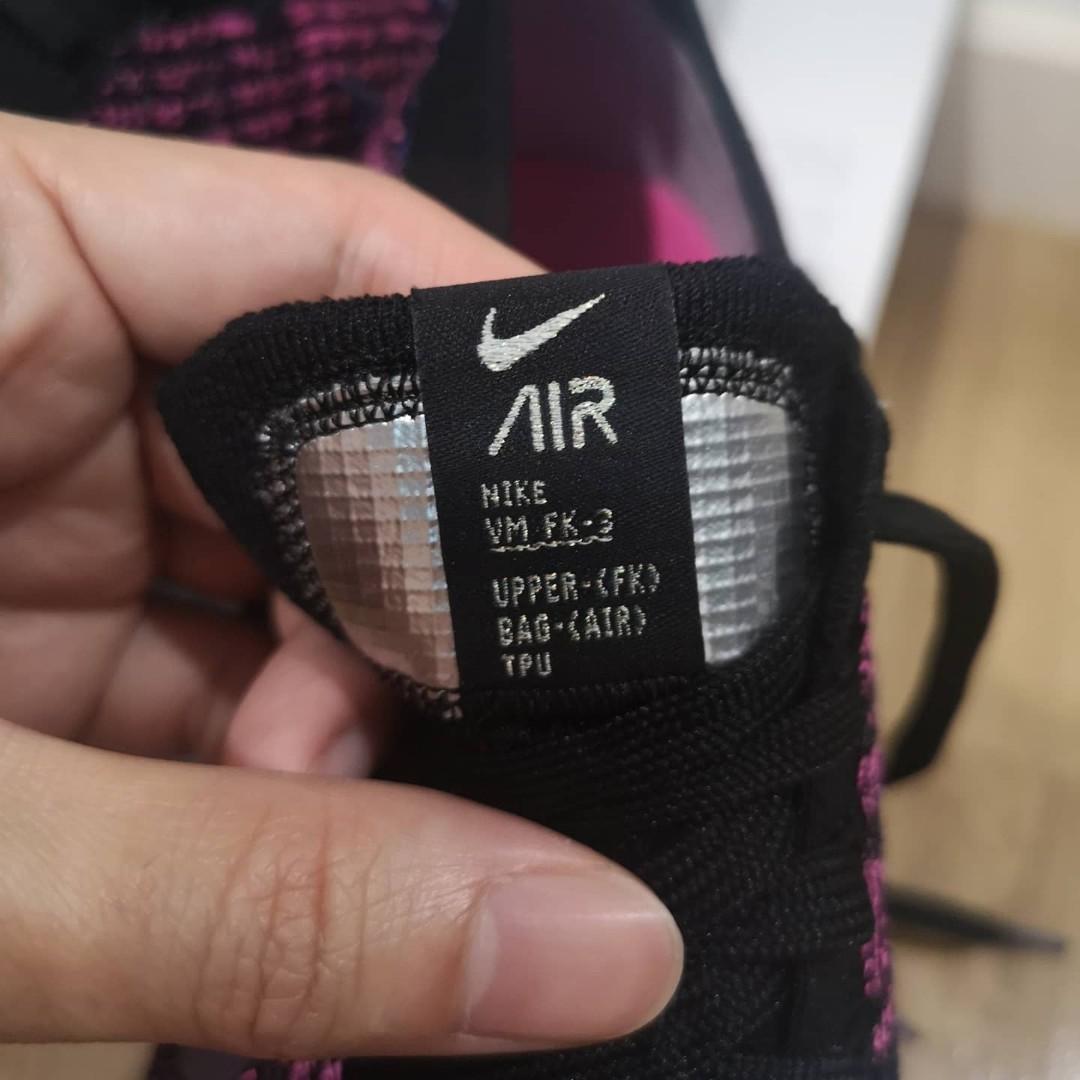 AIR
NIKE
VM FK-3
UPPER-(FK)
BAG-(AIR)
TPU